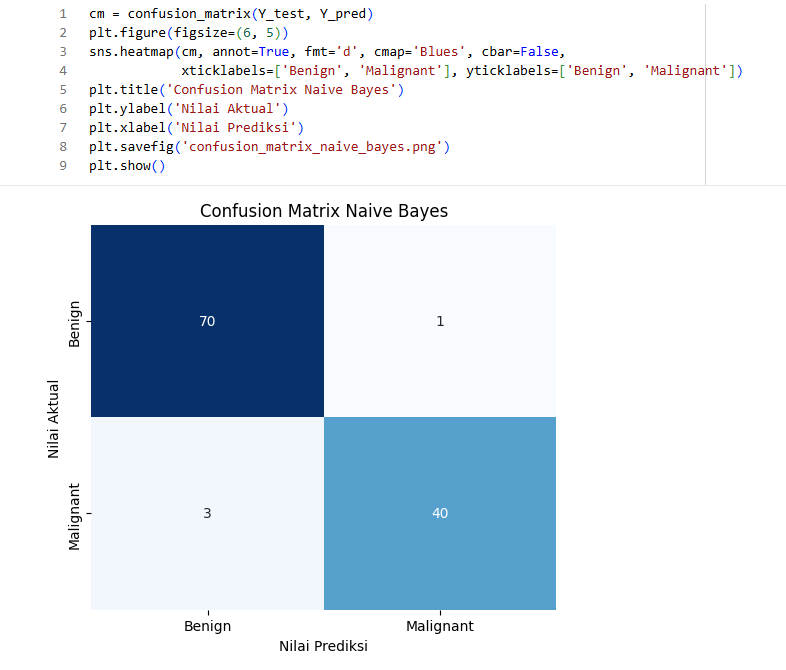 1 cm = confusion_matrix(Y_test, Y_pred)
2 plt.figure(figsize=(6, 5))
3 sns.heatmap(cm, annot=True, fmt='d', cmap='Blues', cbar=False,
4             xticklabels=['Benign', 'Malignant'], yticklabels=['Benign', 'Malignant'])
5 plt.title('Confusion Matrix Naive Bayes')
6 plt.ylabel('Nilai Aktual')
7 plt.xlabel('Nilai Prediksi')
8 plt.savefig('confusion_matrix_naive_bayes.png')
9 plt.show()
Confusion Matrix Naive Bayes
Nilai Aktual
Benign
70 1
Malignant
3 40
Benign Malignant
Nilai Prediksi